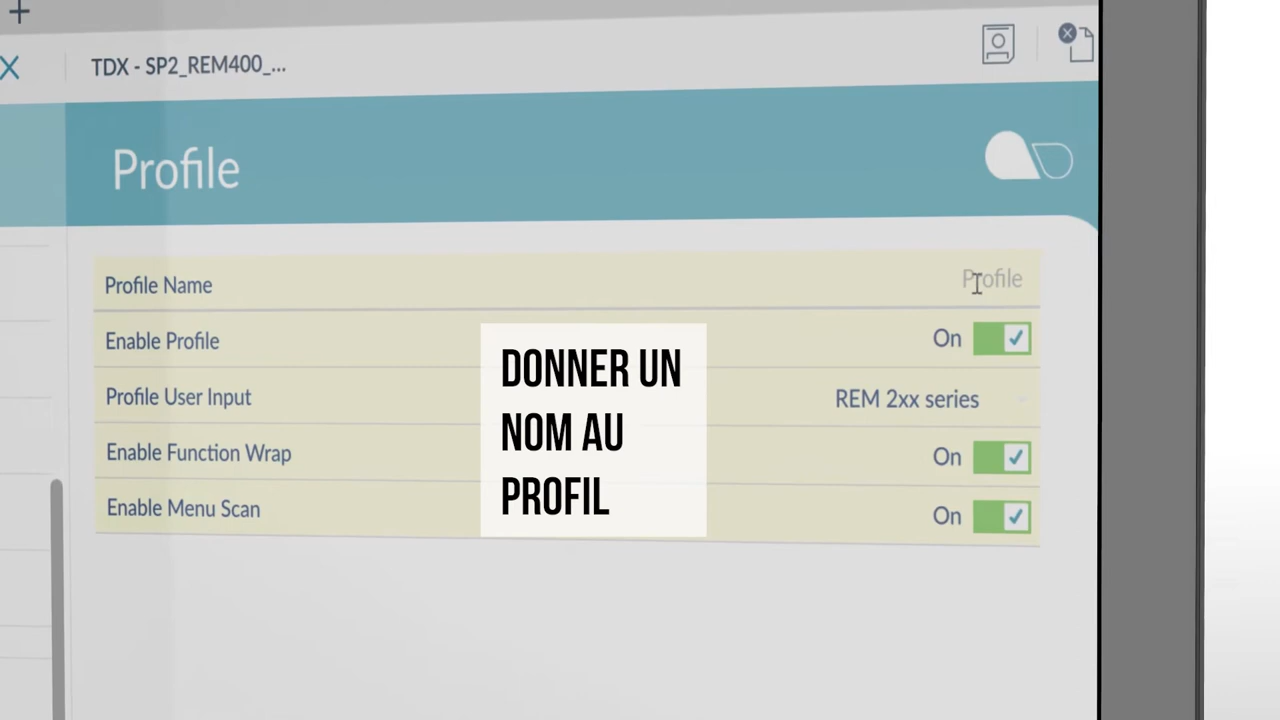 TDX - SP2_REM400_...
Profile
Profile Name
Profile
Enable Profile
On
Profile User Input
REM 2xx series
Enable Function Wrap
On
Enable Menu Scan
On
DONNER UN
NOM AU
PROFIL